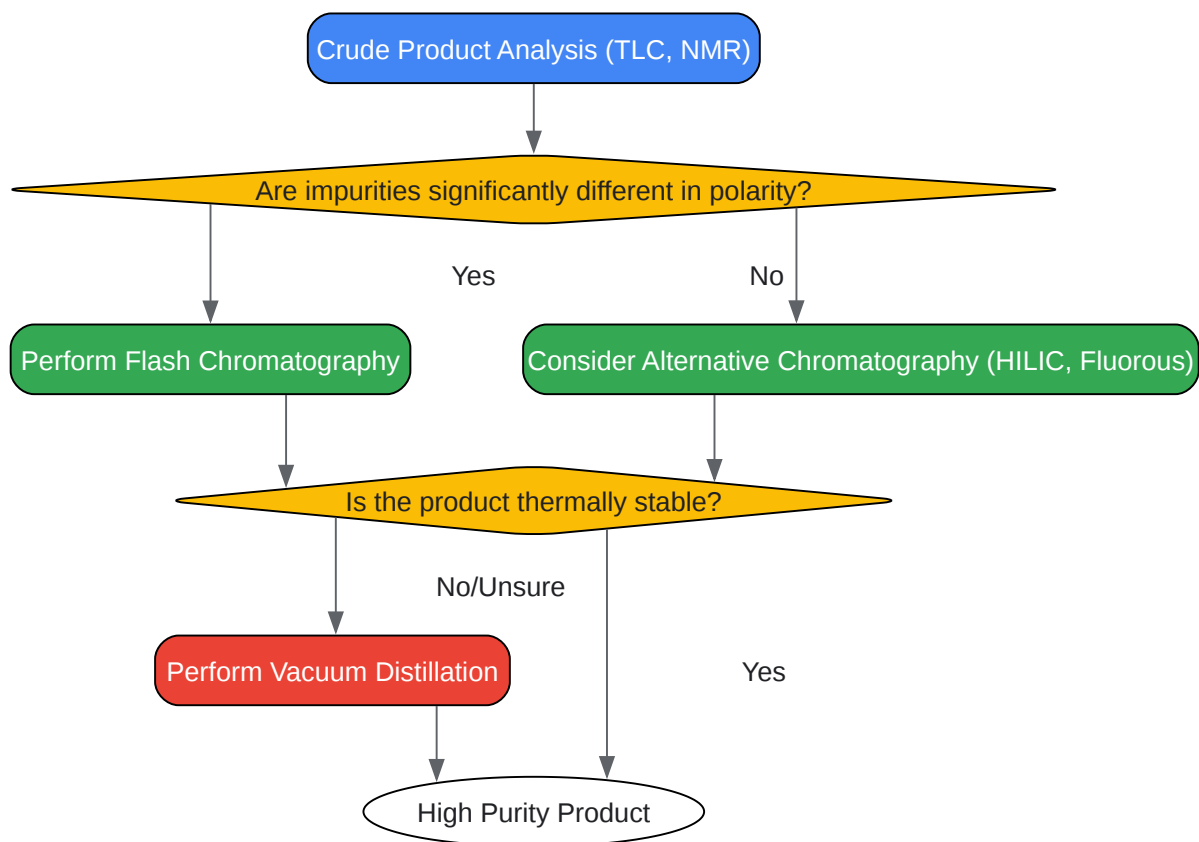 Crude Product Analysis (TLC, NMR)
Are impurities significantly different in polarity?
Yes
No
Perform Flash Chromatography
Consider Alternative Chromatography (HILIC, Fluorous)
Is the product thermally stable?
No/Unsure
Perform Vacuum Distillation
Yes
High Purity Product